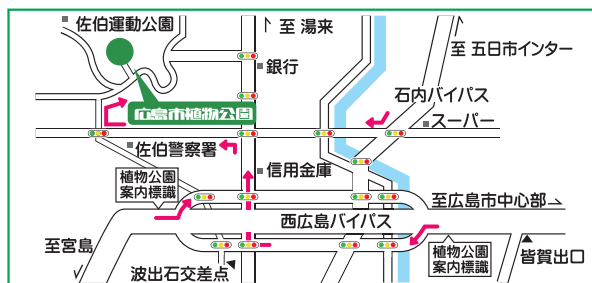 佐伯運動公園
至 湯来
至 五日市インター
銀行
石内バイパス
広島市植物公園
スーパー
佐伯警察署
信用金庫
植物公園
案内標識
至広島市中心部
西広島バイパス
至宮島
植物公園
案内標識
皆賀出口
波出石交差点